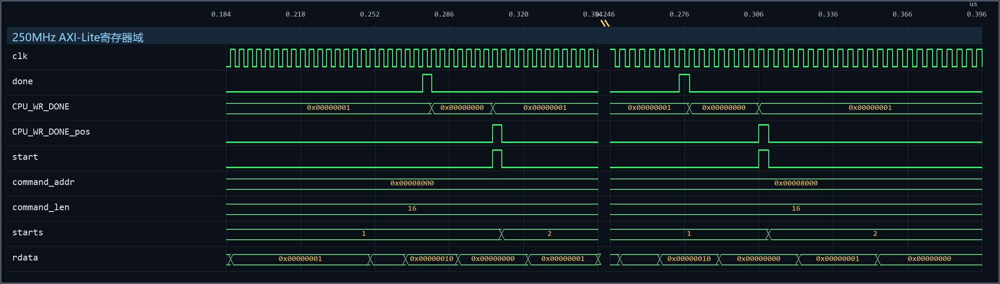 us
0.184 0.218 0.252 0.286 0.320 0.276 0.306 0.336 0.366 0.396
250MHz AXI-Lite寄存器域
clk
done
CPU_WR_DONE 0x00000001 0x00000000 0x00000001 0x00000001 0x00000000 0x00000001
CPU_WR_DONE_pos
start
command_addr 0x00008000 0x00008000
command_len 16 16
starts 1 2 1 2
rdata 0x00000001 0x00000010 0x00000000 0x00000001 0x00000010 0x00000000 0x00000001 0x00000000